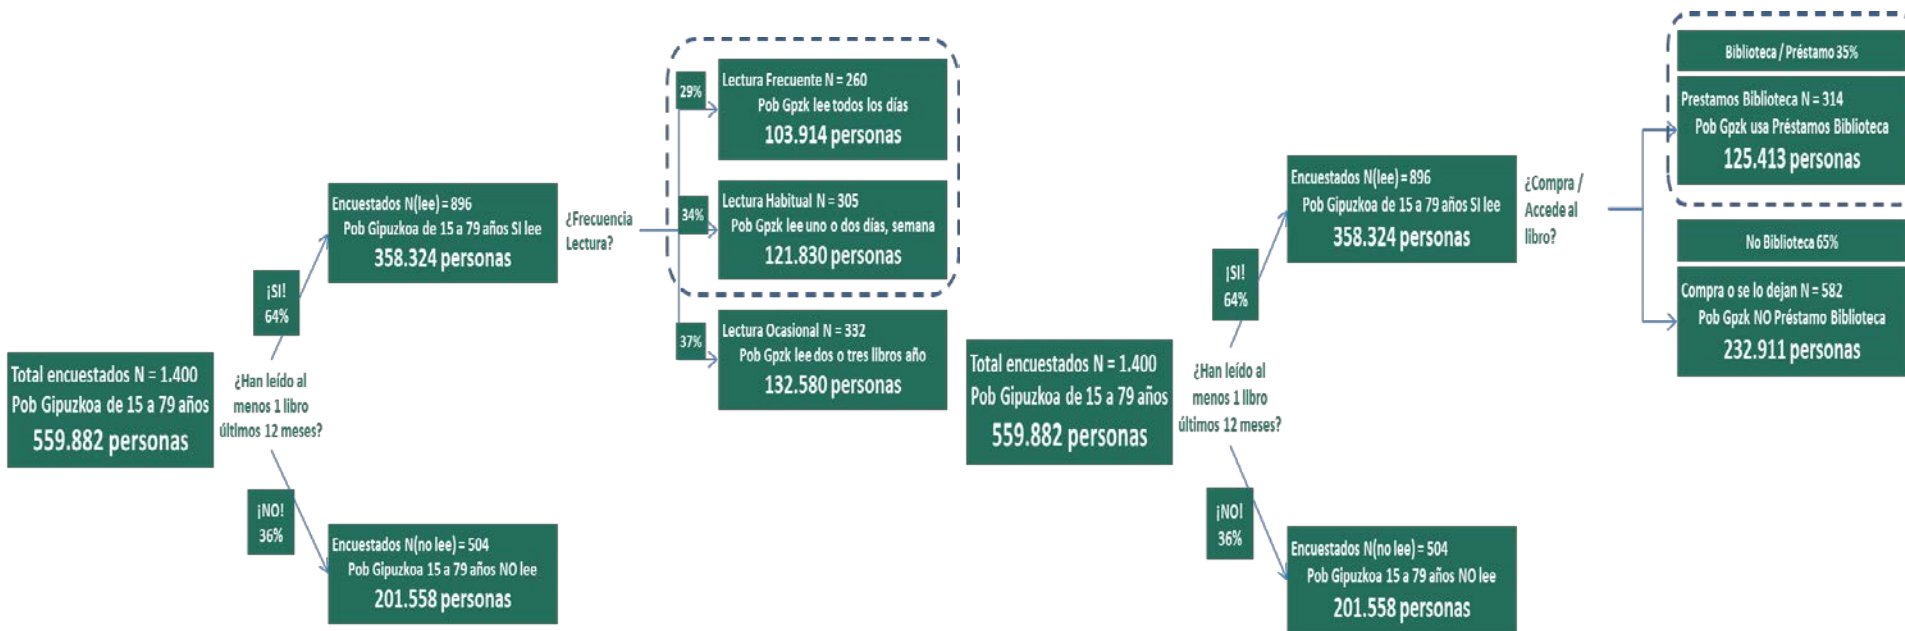 Total encuestados N = 1.400
Pob Gipuzkoa de 15 a 79 años
559.882 personas
¡SI!
64%
¿Han leído al
menos 1 libro
últimos 12 meses?
¡NO!
36%
Encuestados N(lee) = 896
Pob Gipuzkoa de 15 a 79 años SI lee
358.324 personas
Encuestados N(no lee) = 504
Pob Gipuzkoa 15 a 79 años NO lee
201.558 personas
¿Frecuencia
Lectura?
29%
Lectura Frecuente N = 260
Pob Gpzk lee todos los días
103.914 personas
34%
Lectura Habitual N = 305
Pob Gpzk lee uno o dos días, semana
121.830 personas
37%
Lectura Ocasional N = 332
Pob Gpzk lee dos o tres libros año
132.580 personas
Total encuestados N = 1.400
Pob Gipuzkoa de 15 a 79 años
559.882 personas
¡SI!
64%
¿Han leído al
menos 1 libro
últimos 12 meses?
¡NO!
36%
Encuestados N(lee) = 896
Pob Gipuzkoa de 15 a 79 años SI lee
358.324 personas
Encuestados N(no lee) = 504
Pob Gipuzkoa 15 a 79 años NO lee
201.558 personas
¿Compra /
Accede al
libro?
Biblioteca / Préstamo 35%
Prestamos Biblioteca N = 314
Pob Gpzk usa Préstamos Biblioteca
125.413 personas
No Biblioteca 65%
Compra o se lo dejan N = 582
Pob Gpzk NO Préstamo Biblioteca
232.911 personas